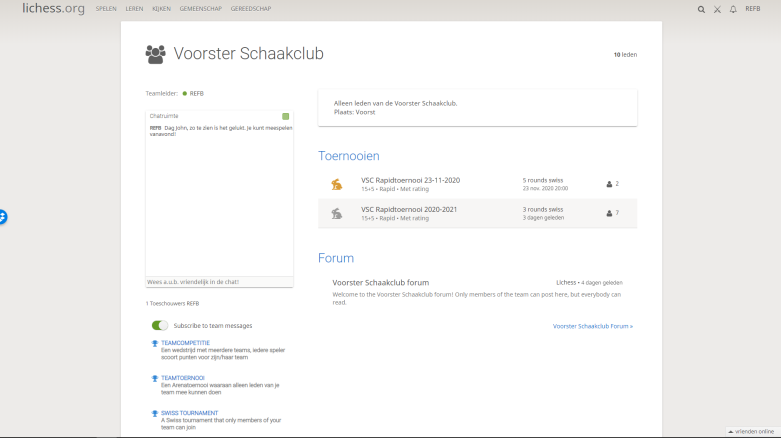 lichess.org SPELEN LEREN KIJKEN GEMEENSCHAP GEREEDSCHAP REFB
Voorster Schaakclub
10 leden
Teamleider: REFB
Chatruimte
REFB Dag John, zo te zien is het gelukt. Je kunt meespelen
vanavond!
Wees a.u.b. vriendelijk in de chat!
1 Toeschouwers REFB
Subscribe to team messages
TEAMCOMPETITIE
Een wedstrijd met meerdere teams, iedere speler
scoort punten voor zijn/haar team
TEAMTOERNOOI
Een Arenatoernooi waaraan alleen leden van je
team mee kunnen doen
SWISS TOURNAMENT
A Swiss tournament that only members of your
team can join
Alleen leden van de Voorster Schaakclub.
Plaats: Voorst
Toernooien
VSC Rapidtoernooi 23-11-2020 5 rounds swiss 2
15+5 • Rapid • Met rating 23 nov. 2020 20:00
VSC Rapidtoernooi 2020-2021 3 rounds swiss 7
15+5 • Rapid • Met rating 3 dagen geleden
Forum
Voorster Schaakclub forum Lichess • 4 dagen geleden
Welcome to the Voorster Schaakclub forum! Only members of the team can post here, but everybody can
read.
Voorster Schaakclub Forum »
vrienden online